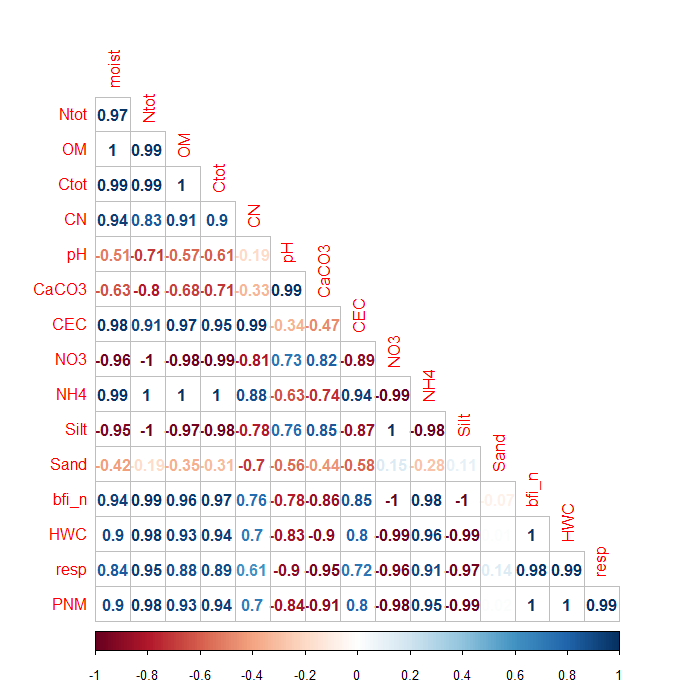 moist
Ntot 0.97 Ntot
OM 1 0.99 OM
Ctot 0.99 0.99 1 Ctot
CN 0.94 0.83 0.91 0.9 CN
pH -0.51 -0.71 -0.57 -0.61 -0.19 pH
CaCO3 -0.63 -0.8 -0.68 -0.71 -0.33 0.99 CaCO3
CEC 0.98 0.91 0.97 0.95 0.99 -0.34 -0.47 CEC
NO3 -0.96 -1 -0.98 -0.99 -0.81 0.73 0.82 -0.89 NO3
NH4 0.99 1 1 1 0.88 -0.63 -0.74 0.94 -0.99 NH4
Silt -0.95 -1 -0.97 -0.98 -0.78 0.76 0.85 -0.87 1 -0.98 Silt
Sand -0.42 -0.19 -0.35 -0.31 -0.7 -0.56 -0.44 -0.58 0.15 -0.28 0.11 Sand
bfi_n 0.94 0.99 0.96 0.97 0.76 -0.78 -0.86 0.85 -1 0.98 -1 -0.07 bfi_n
HWC 0.9 0.98 0.93 0.94 0.7 -0.83 -0.9 0.8 -0.99 0.96 -0.99 1 HWC
resp 0.84 0.95 0.88 0.89 0.61 -0.9 -0.95 0.72 -0.96 0.91 -0.97 0.14 0.98 0.99 resp
PNM 0.9 0.98 0.93 0.94 0.7 -0.84 -0.91 0.8 -0.98 0.95 -0.99 1 1 0.99
-1 -0.8 -0.6 -0.4 -0.2 0 0.2 0.4 0.6 0.8 1